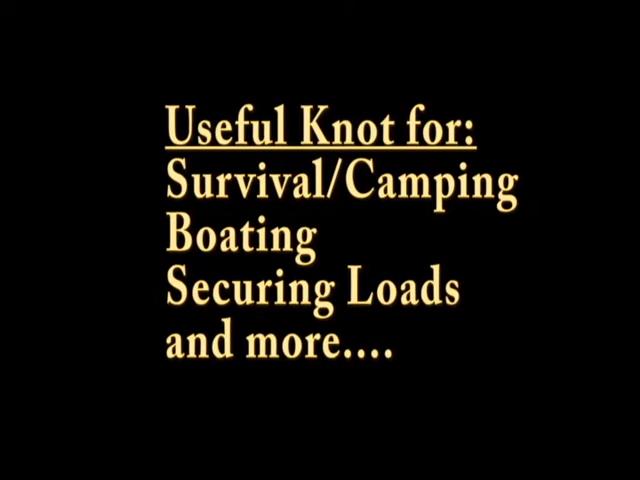 Useful Knot for:
Survival/Camping
Boating
Securing Loads
and more....